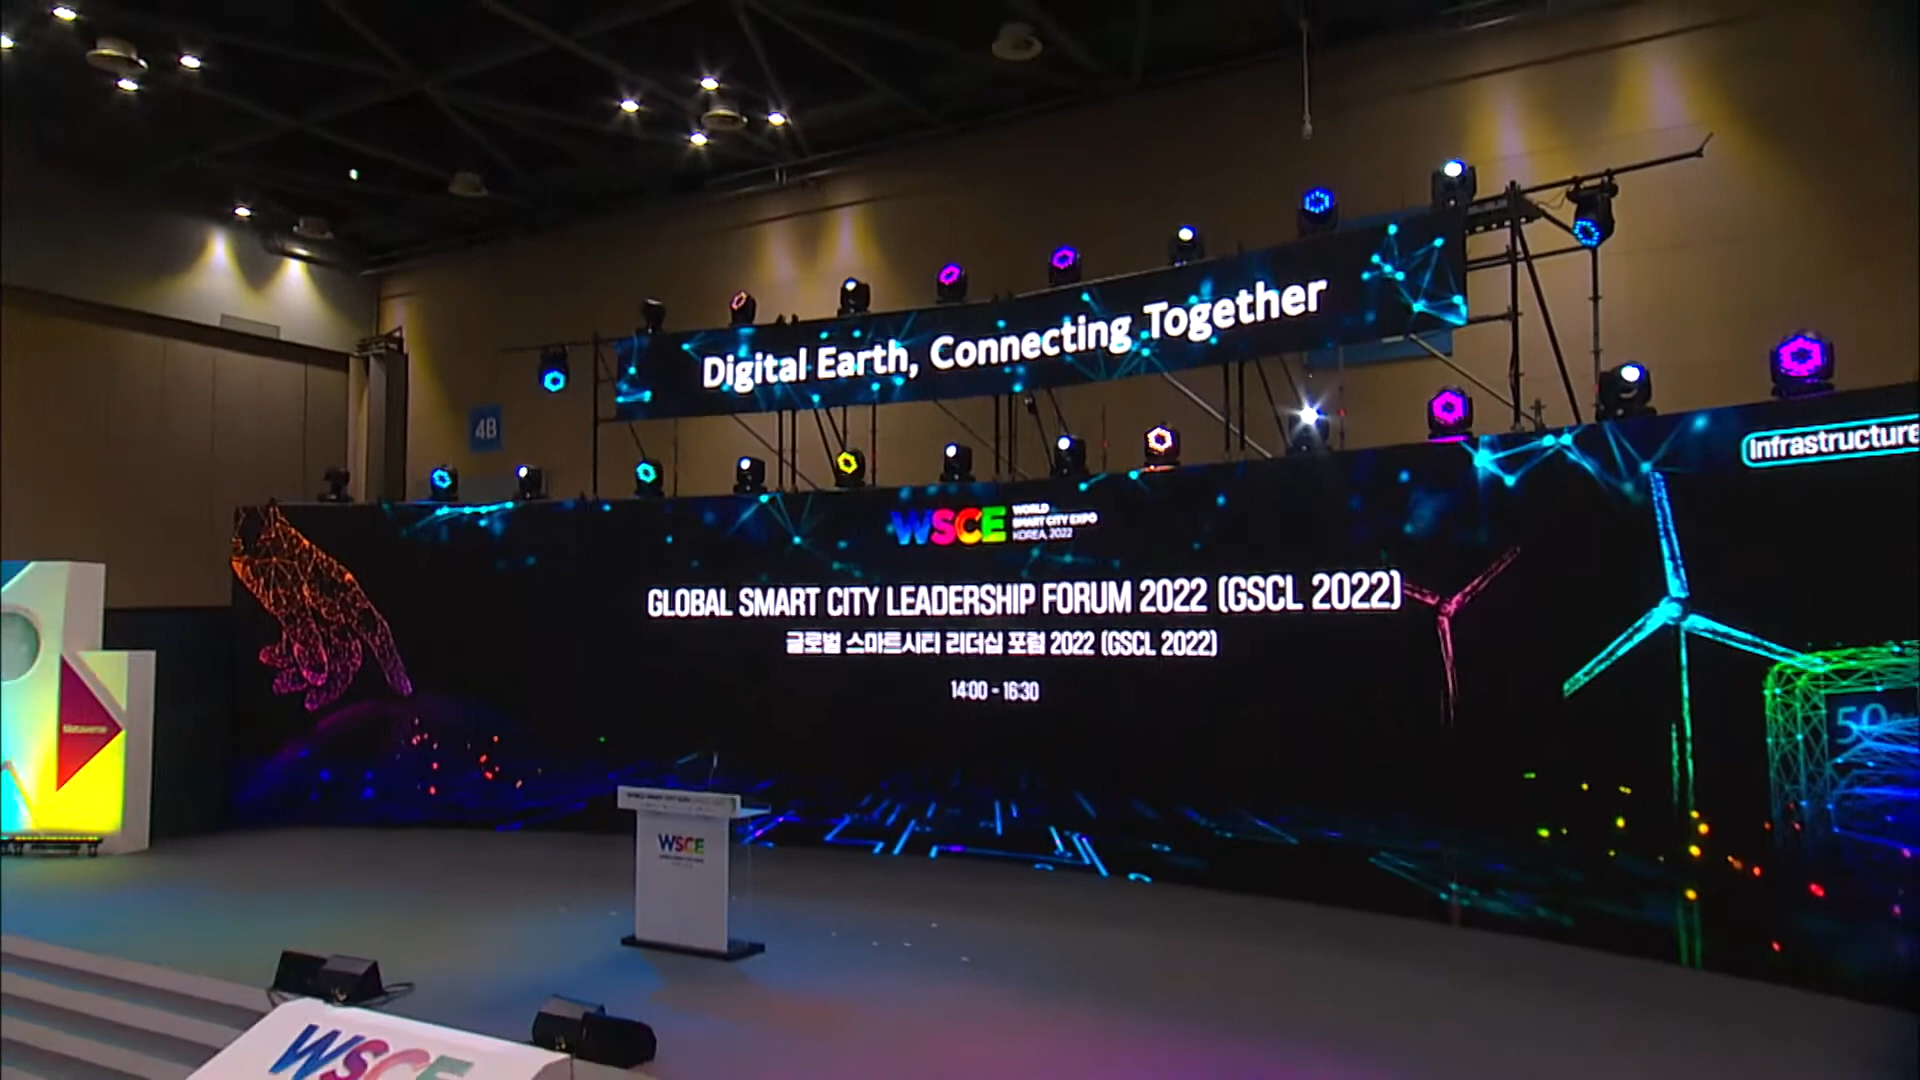 Digital Earth, Connecting Together
4B
Infrastructure
WSCE
WORLD
SMART CITY EXPO
KOREA, 2022
GLOBAL SMART CITY LEADERSHIP FORUM 2022 (GSCL 2022)
글로벌 스마트시티 리더십 포럼 2022 (GSCL 2022)
14:00 - 16:30
Metaverse
WSCE
WSCE